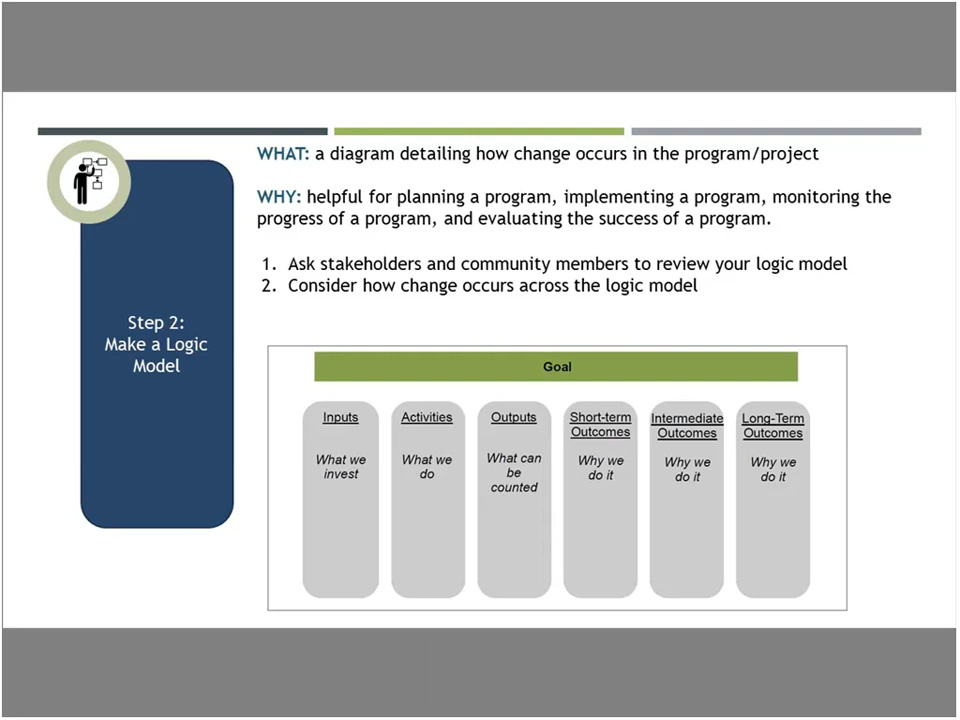 WHAT: a diagram detailing how change occurs in the program/project
WHY: helpful for planning a program, implementing a program, monitoring the
progress of a program, and evaluating the success of a program.
1. Ask stakeholders and community members to review your logic model
2. Consider how change occurs across the logic model
Step 2:
Make a Logic
Model
Goal
Inputs
What we
invest
Activities
What we
do
Outputs
What can
be
counted
Short-term
Outcomes
Why we
do it
Intermediate
Outcomes
Why we
do it
Long-Term
Outcomes
Why we
do it